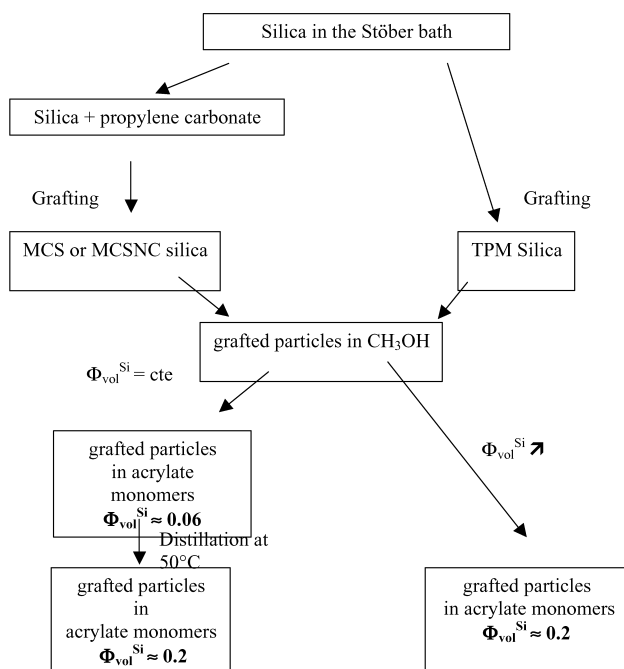 Silica in the Stöber bath
Silica + propylene carbonate
Grafting
Grafting
MCS or MCSNC silica
TPM Silica
grafted particles in CH₃OH
Φvol^Si = cte
grafted particles
in acrylate
monomers
Φvol^Si ≈ 0.06
Φvol^Si ↗
Distillation at
50°C
grafted particles
in
acrylate monomers
Φvol^Si ≈ 0.2
grafted particles
in acrylate monomers
Φvol^Si ≈ 0.2